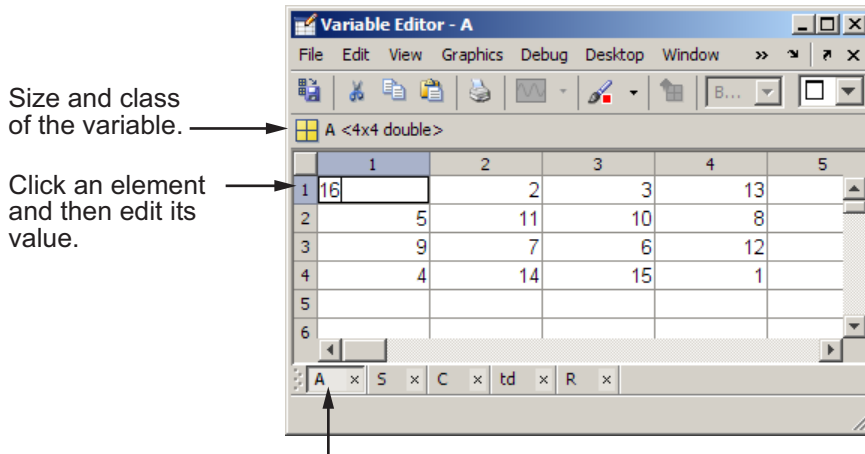 Variable Editor - A
File Edit View Graphics Debug Desktop Window »
B...
Size and class
of the variable.
A <4x4 double>
Click an element
and then edit its
value.
1 2 3 4 5
1 16 2 3 13
2 5 11 10 8
3 9 7 6 12
4 4 14 15 1
5
6
A × S × C × td × R ×